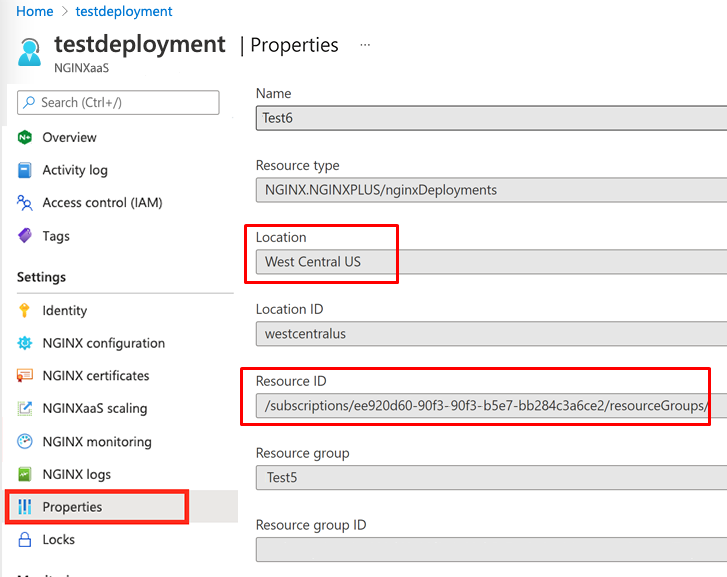 Home > testdeployment
testdeployment | Properties ...
NGINXaaS
Search (Ctrl+/)
Overview
Activity log
Access control (IAM)
Tags
Settings
Identity
NGINX configuration
NGINX certificates
NGINXaaS scaling
NGINX monitoring
NGINX logs
Properties
Locks
Name
Test6
Resource type
NGINX.NGINXPLUS/nginxDeployments
Location
West Central US
Location ID
westcentralus
Resource ID
/subscriptions/ee920d60-90f3-90f3-b5e7-bb284c3a6ce2/resourceGroups/
Resource group
Test5
Resource group ID